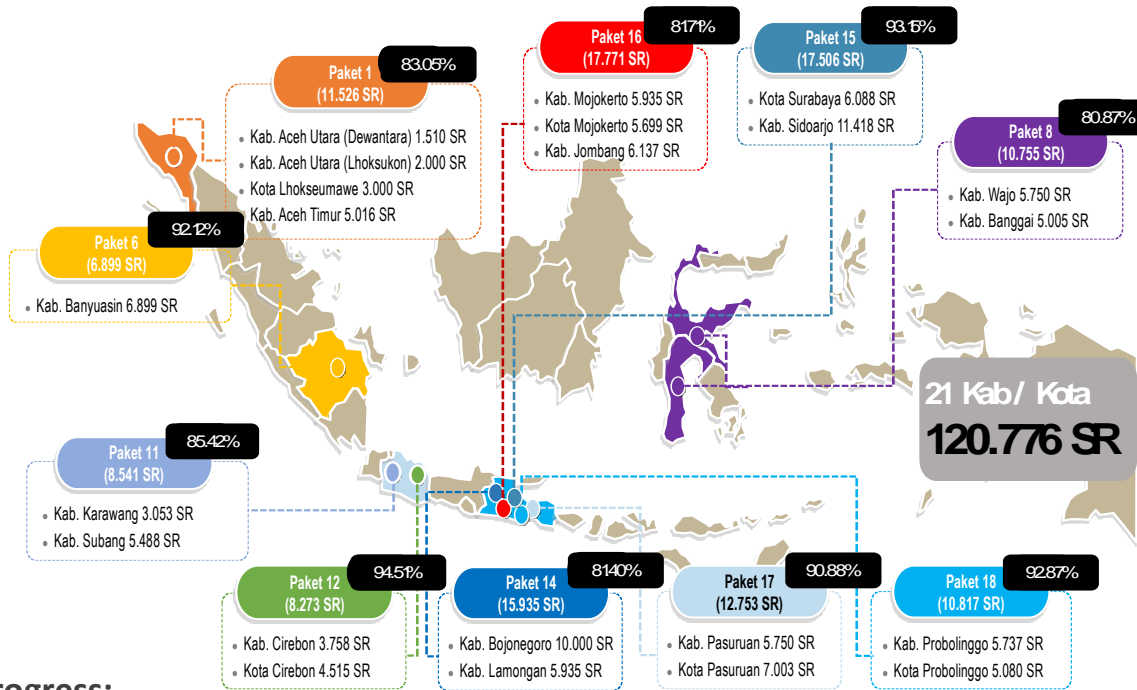 Paket 1
(11.526 SR)
83.05%
Kab. Aceh Utara (Dewantara) 1.510 SR
Kab. Aceh Utara (Lhoksukon) 2.000 SR
Kota Lhokseumawe 3.000 SR
Kab. Aceh Timur 5.016 SR
Paket 16
(17.771 SR)
81.71%
Kab. Mojokerto 5.935 SR
Kota Mojokerto 5.699 SR
Kab. Jombang 6.137 SR
Paket 15
(17.506 SR)
93.15%
Kota Surabaya 6.088 SR
Kab. Sidoarjo 11.418 SR
Paket 8
(10.755 SR)
80.87%
Kab. Wajo 5.750 SR
Kab. Banggai 5.005 SR
Paket 6
(6.899 SR)
92.12%
Kab. Banyuasin 6.899 SR
21 Kab/ Kota
120.776 SR
Paket 11
(8.541 SR)
85.42%
Kab. Karawang 3.053 SR
Kab. Subang 5.488 SR
Paket 12
(8.273 SR)
94.51%
Kab. Cirebon 3.758 SR
Kota Cirebon 4.515 SR
Paket 14
(15.935 SR)
81.40%
Kab. Bojonegoro 10.000 SR
Kab. Lamongan 5.935 SR
Paket 17
(12.753 SR)
90.88%
Kab. Pasuruan 5.750 SR
Kota Pasuruan 7.003 SR
Paket 18
(10.817 SR)
92.87%
Kab. Probolinggo 5.737 SR
Kota Probolinggo 5.080 SR